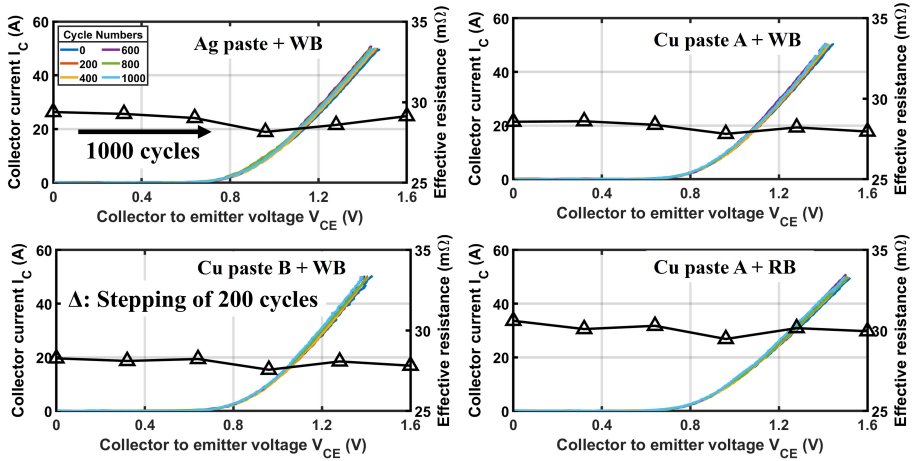 Collector current I_C (A)
60
40
20
0
Cycle Numbers
0 600
200 800
400 1000
Ag paste + WB
1000 cycles
35
30
25
Effective resistance (mΩ)
0 0.4 0.8 1.2 1.6
Collector to emitter voltage V_CE (V)
Collector current I_C (A)
60
40
20
0
Cu paste A + WB
35
30
25
Effective resistance (mΩ)
0 0.4 0.8 1.2 1.6
Collector to emitter voltage V_CE (V)
Collector current I_C (A)
60
40
20
0
Cu paste B + WB
Δ: Stepping of 200 cycles
35
30
25
Effective resistance (mΩ)
0 0.4 0.8 1.2 1.6
Collector to emitter voltage V_CE (V)
Collector current I_C (A)
60
40
20
0
Cu paste A + RB
35
30
25
Effective resistance (mΩ)
0 0.4 0.8 1.2 1.6
Collector to emitter voltage V_CE (V)